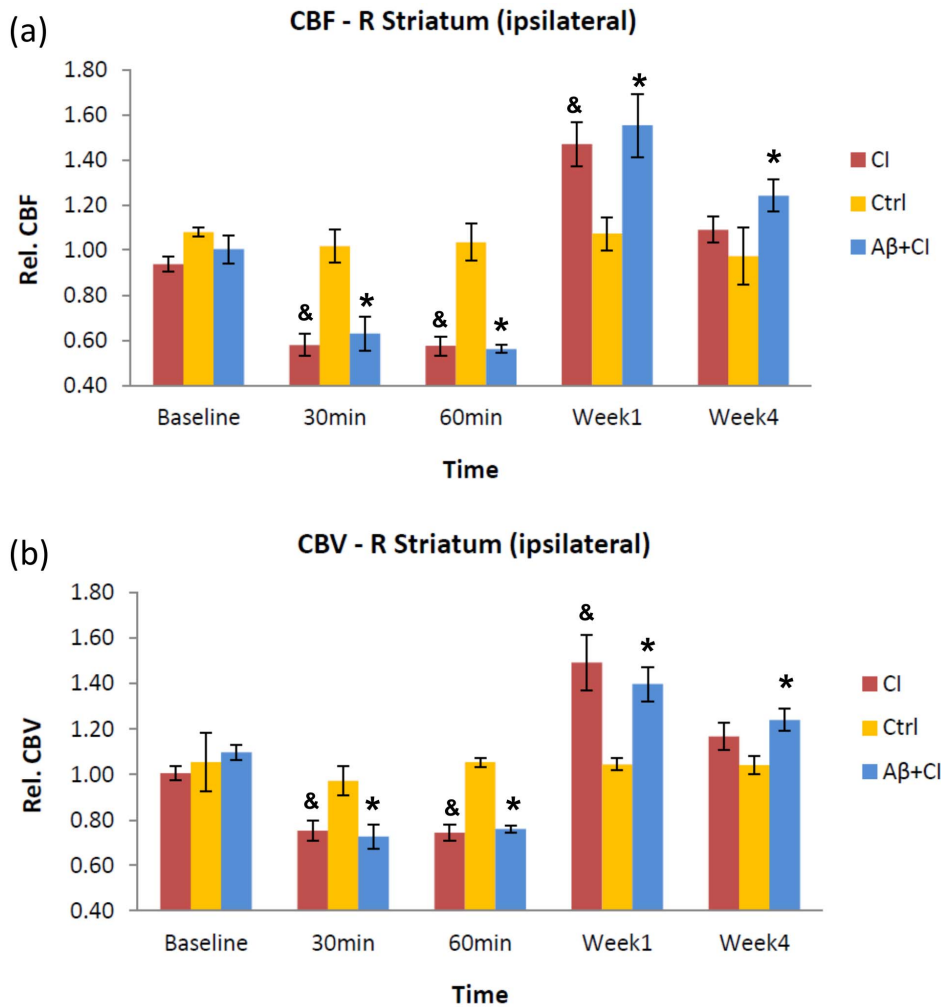 (a)
CBF - R Striatum (ipsilateral)
1.80
1.60
1.40
1.20
1.00
0.80
0.60
0.40
Rel. CBF
& * & * & * *
Baseline 30min 60min Week1 Week4
Time
CI
Ctrl
Aβ+CI
(b)
CBV - R Striatum (ipsilateral)
1.80
1.60
1.40
1.20
1.00
0.80
0.60
0.40
Rel. CBV
& * & * & * *
Baseline 30min 60min Week1 Week4
Time
CI
Ctrl
Aβ+CI